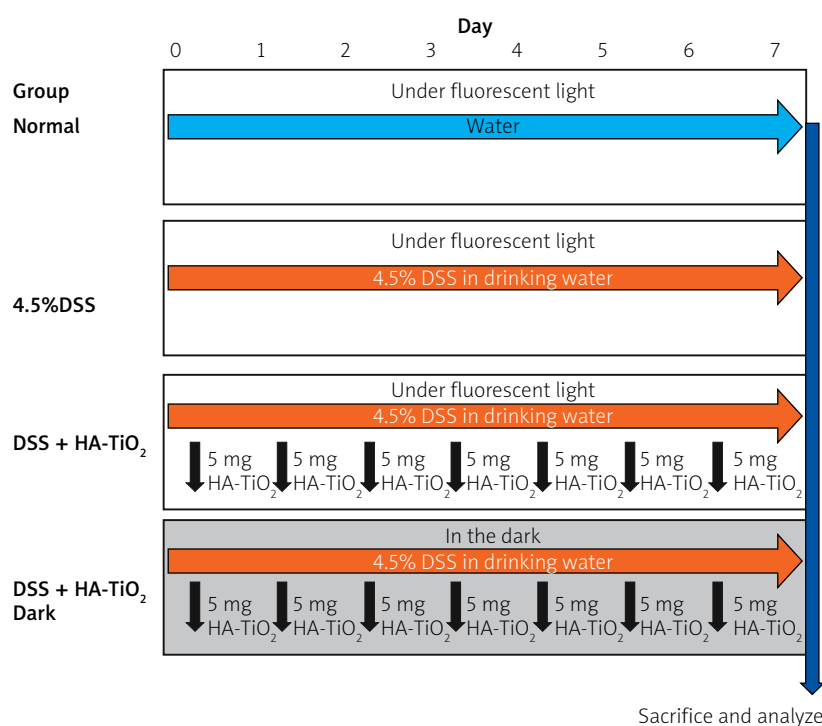 Day
0 1 2 3 4 5 6 7
Group
Under fluorescent light
Normal
Water
Under fluorescent light
4.5% DSS in drinking water
4.5%DSS
Under fluorescent light
4.5% DSS in drinking water
DSS + HA-TiO₂
5 mg 5 mg 5 mg 5 mg 5 mg 5 mg 5 mg
HA-TiO₂ HA-TiO₂ HA-TiO₂ HA-TiO₂ HA-TiO₂ HA-TiO₂ HA-TiO₂
In the dark
4.5% DSS in drinking water
DSS + HA-TiO₂
Dark
5 mg 5 mg 5 mg 5 mg 5 mg 5 mg 5 mg
HA-TiO₂ HA-TiO₂ HA-TiO₂ HA-TiO₂ HA-TiO₂ HA-TiO₂ HA-TiO₂
Sacrifice and analyze